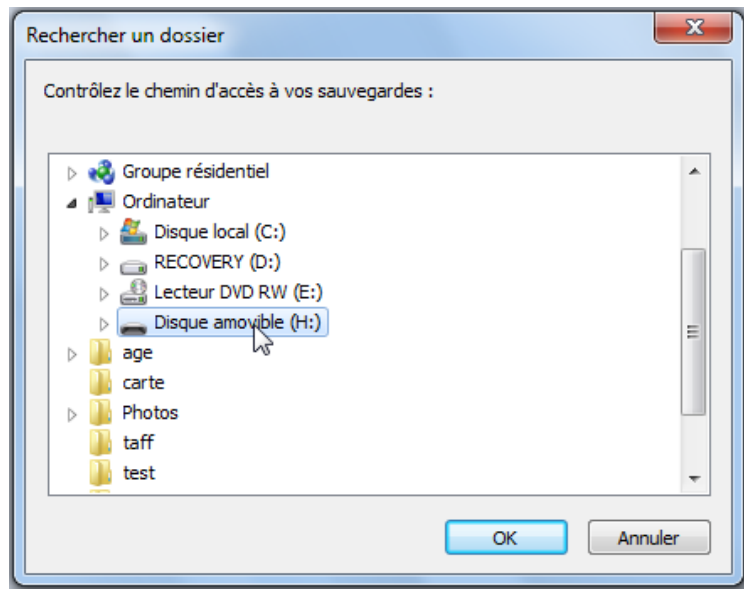 Rechercher un dossier
Contrôlez le chemin d'accès à vos sauvegardes :
Groupe résidentiel
Ordinateur
Disque local (C:)
RECOVERY (D:)
Lecteur DVD RW (E:)
Disque amovible (H:)
age
carte
Photos
taff
test
OK
Annuler